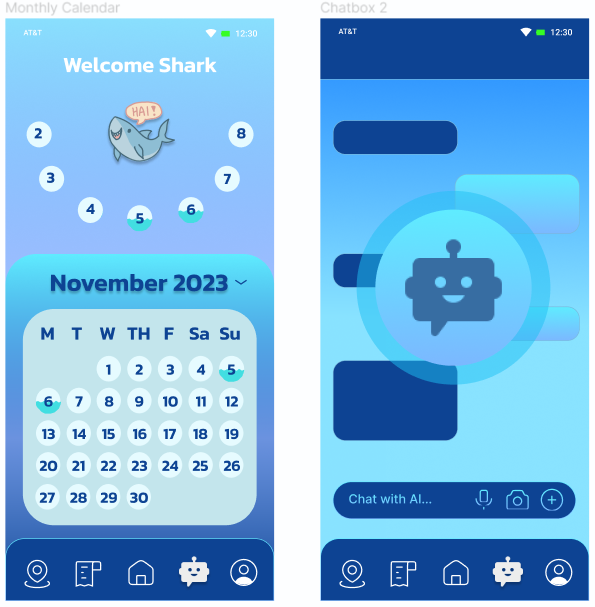 Monthly Calendar
AT&T 12:30
Welcome Shark
HAI!
2 8
3 7
4 5 6
November 2023
M T W TH F Sa Su
1 2 3 4 5
6 7 8 9 10 11 12
13 14 15 16 17 18 19
20 21 22 23 24 25 26
27 28 29 30
Chatbox 2
AT&T 12:30
Chat with AI...